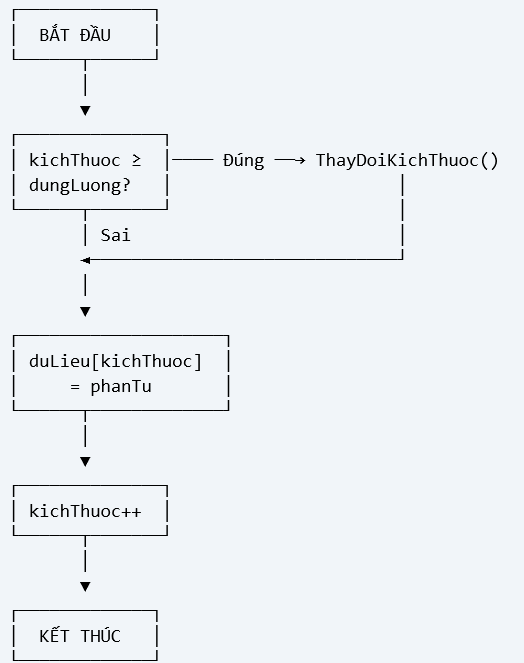 BẮT ĐẦU
kichThuoc ≥
dungLuong?
Đúng
ThayDoiKichThuoc()
Sai
duLieu[kichThuoc]
= phanTu
kichThuoc++
KẾT THÚC